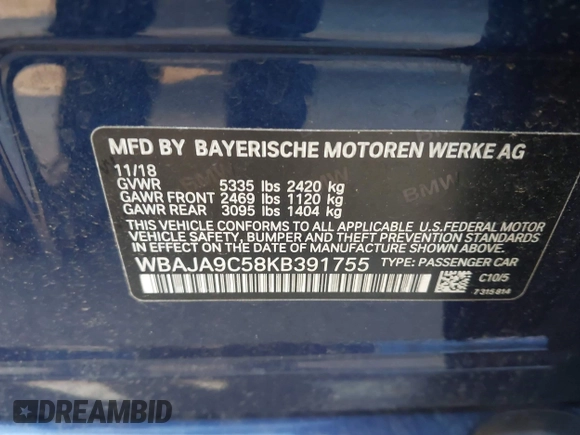 MFD BY BAYERISCHE MOTOREN WERKE AG
11/18
GVWR 5335 lbs 2420 kg
GAWR FRONT 2469 lbs 1120 kg
GAWR REAR 3095 lbs 1404 kg
THIS VEHICLE CONFORMS TO ALL APPLICABLE U.S.FEDERAL MOTOR
VEHICLE SAFETY, BUMPER AND THEFT PREVENTION STANDARDS
IN EFFECT ON THE DATE OF MANUFACTURE SHOWN ABOVE.
WBAJA9C58KB391755 TYPE: PASSENGER CAR
C10/5
7315814
BMW
DREAMBID